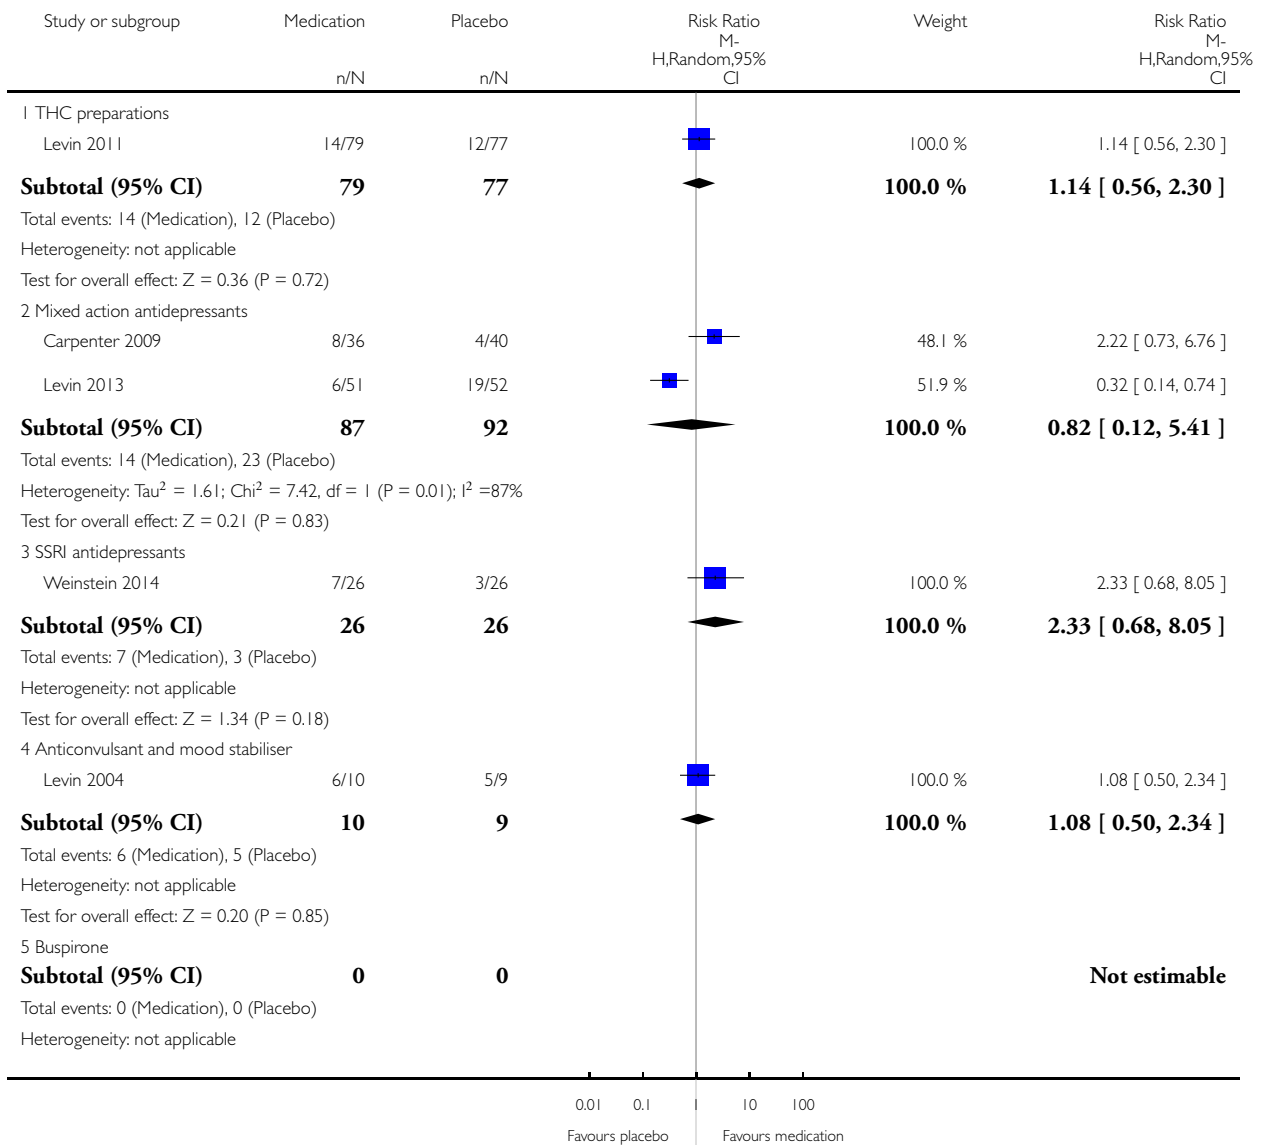 Study or subgroup Medication Placebo Risk Ratio Weight Risk Ratio
M- M-
H,Random,95% H,Random,95%
n/N n/N CI CI
1 THC preparations
Levin 2011 14/79 12/77 100.0 % 1.14 [ 0.56, 2.30 ]
Subtotal (95% CI) 79 77 100.0 % 1.14 [ 0.56, 2.30 ]
Total events: 14 (Medication), 12 (Placebo)
Heterogeneity: not applicable
Test for overall effect: Z = 0.36 (P = 0.72)
2 Mixed action antidepressants
Carpenter 2009 8/36 4/40 48.1 % 2.22 [ 0.73, 6.76 ]
Levin 2013 6/51 19/52 51.9 % 0.32 [ 0.14, 0.74 ]
Subtotal (95% CI) 87 92 100.0 % 0.82 [ 0.12, 5.41 ]
Total events: 14 (Medication), 23 (Placebo)
Heterogeneity: Tau² = 1.61; Chi² = 7.42, df = 1 (P = 0.01); I² =87%
Test for overall effect: Z = 0.21 (P = 0.83)
3 SSRI antidepressants
Weinstein 2014 7/26 3/26 100.0 % 2.33 [ 0.68, 8.05 ]
Subtotal (95% CI) 26 26 100.0 % 2.33 [ 0.68, 8.05 ]
Total events: 7 (Medication), 3 (Placebo)
Heterogeneity: not applicable
Test for overall effect: Z = 1.34 (P = 0.18)
4 Anticonvulsant and mood stabiliser
Levin 2004 6/10 5/9 100.0 % 1.08 [ 0.50, 2.34 ]
Subtotal (95% CI) 10 9 100.0 % 1.08 [ 0.50, 2.34 ]
Total events: 6 (Medication), 5 (Placebo)
Heterogeneity: not applicable
Test for overall effect: Z = 0.20 (P = 0.85)
5 Buspirone
Subtotal (95% CI) 0 0 Not estimable
Total events: 0 (Medication), 0 (Placebo)
Heterogeneity: not applicable
0.01 0.1 1 10 100
Favours placebo Favours medication